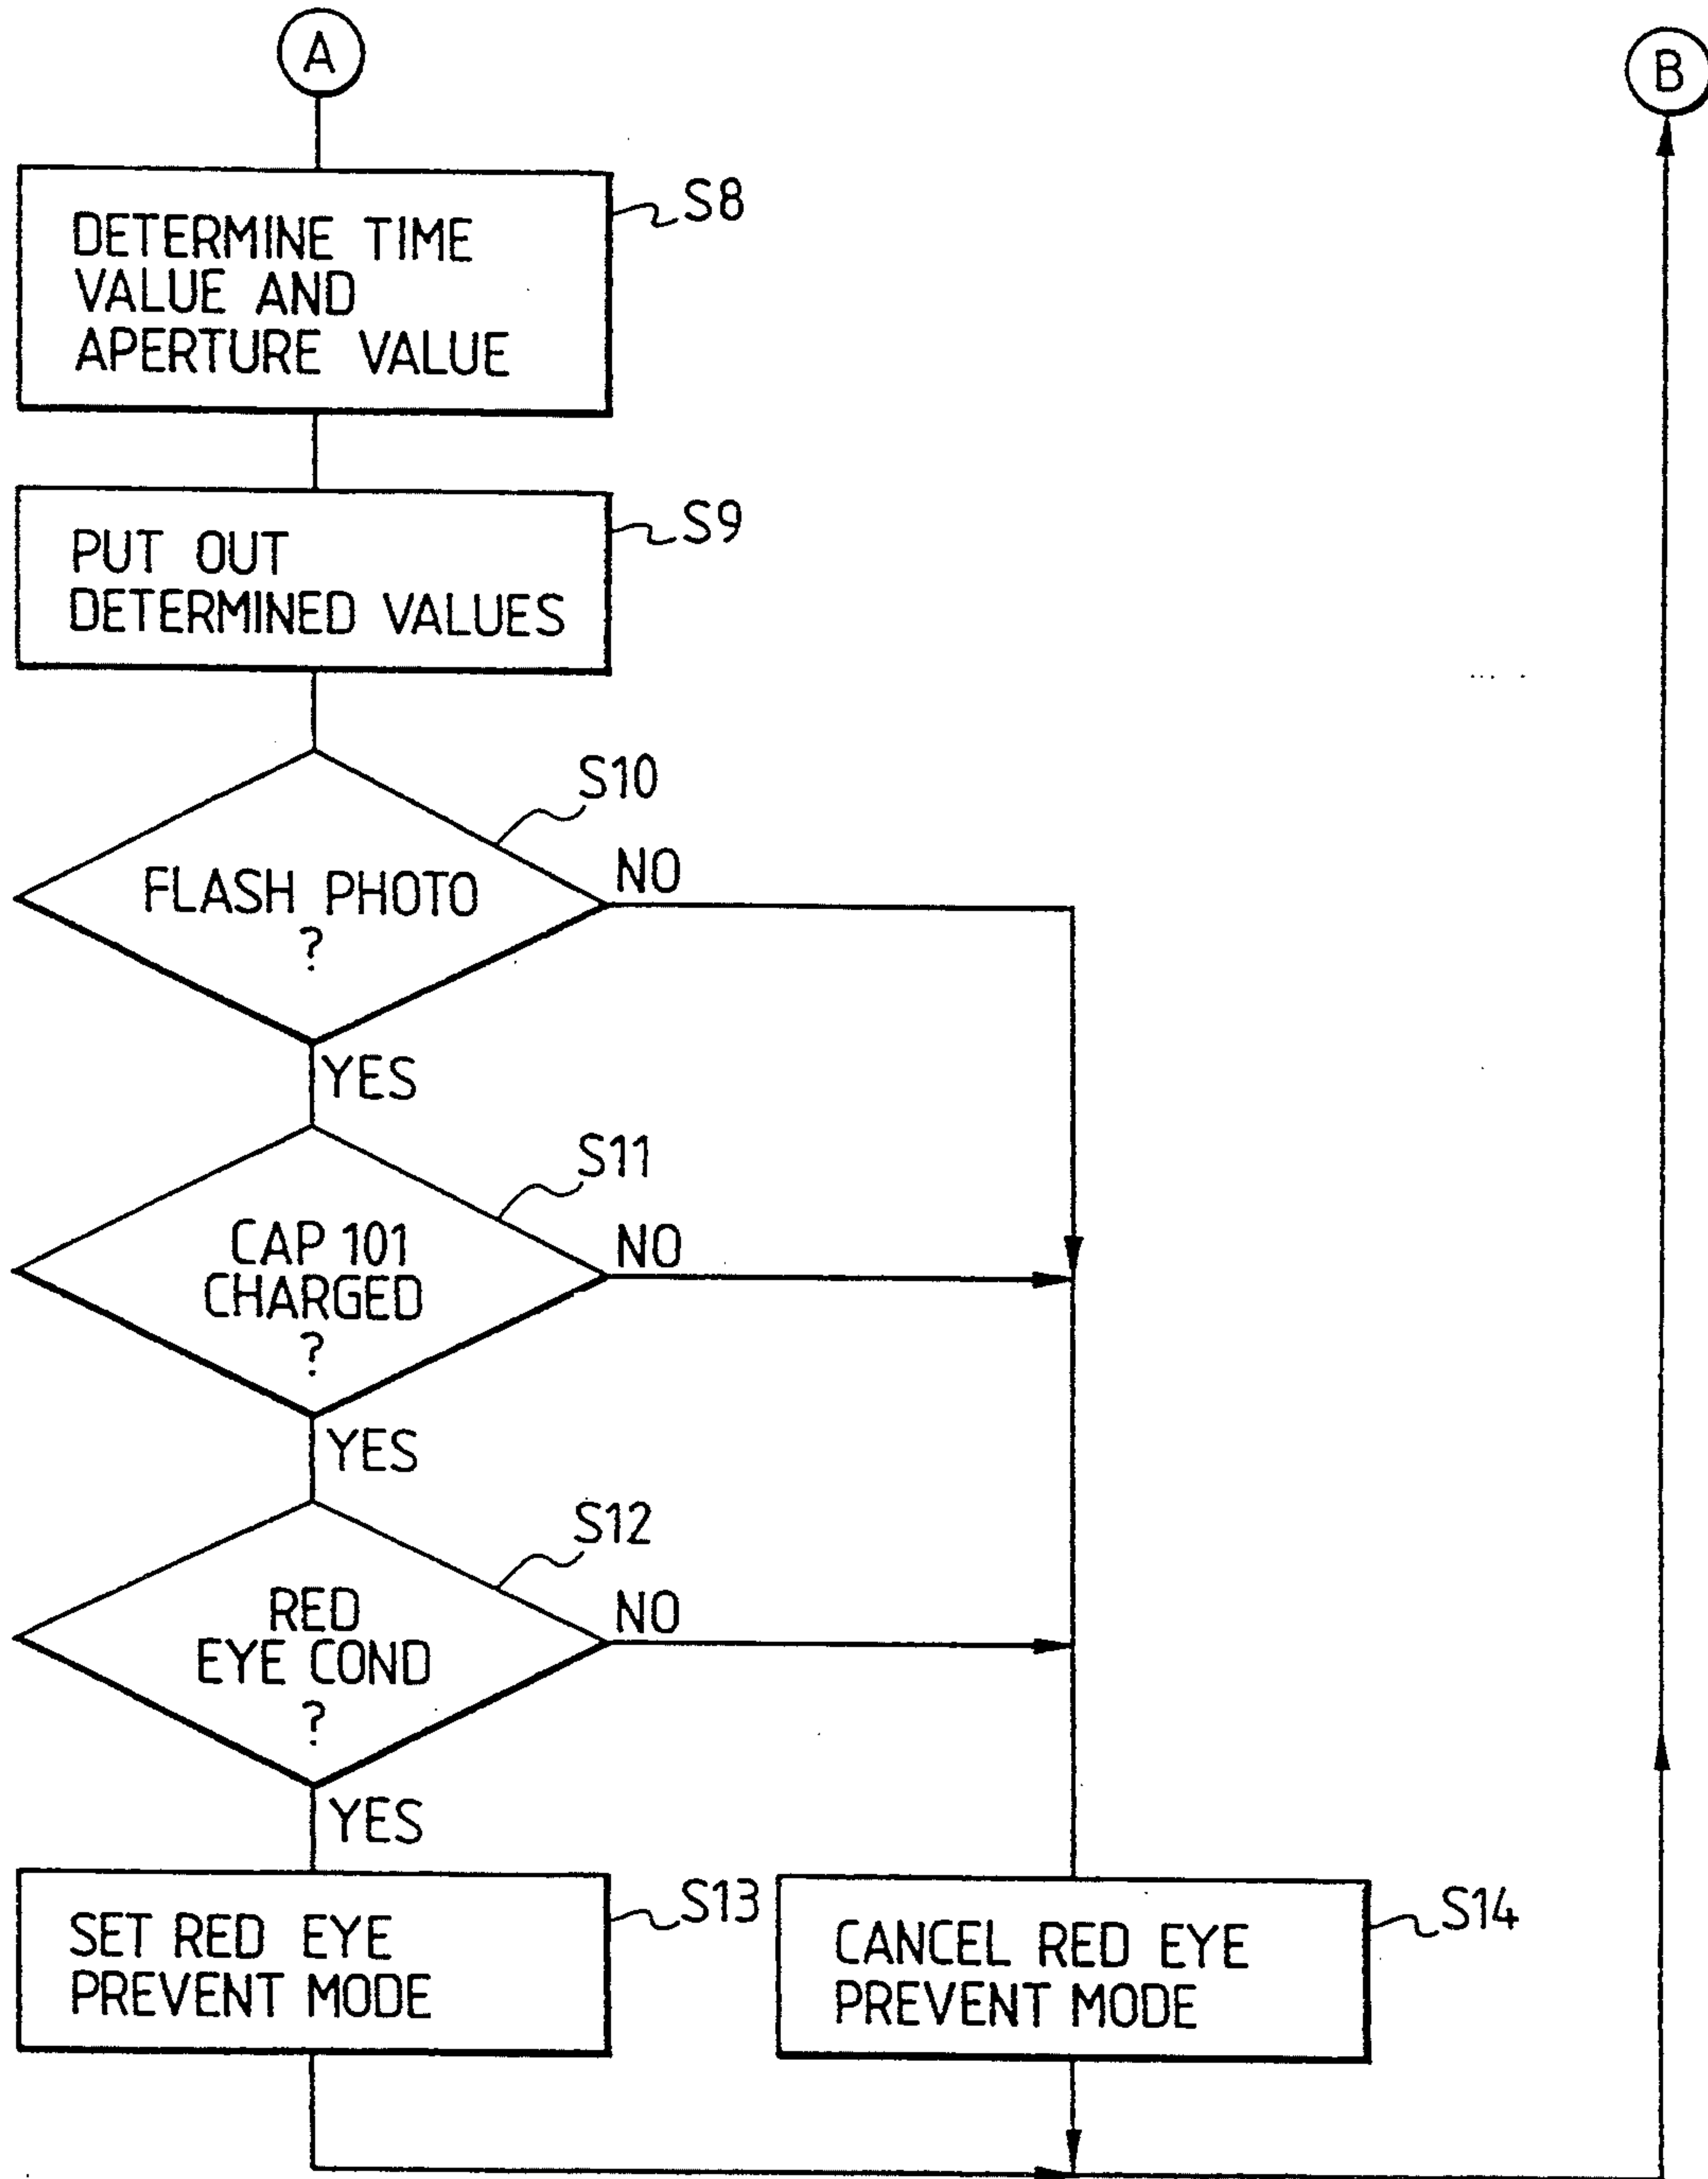 A
B
DETERMINE TIME
VALUE AND
APERTURE VALUE
S8
PUT OUT
DETERMINED VALUES
S9
S10
FLASH PHOTO
?
NO
YES
S11
CAP 101
CHARGED
?
NO
YES
S12
RED
EYE COND
?
NO
YES
SET RED EYE
PREVENT MODE
S13
CANCEL RED EYE
PREVENT MODE
S14